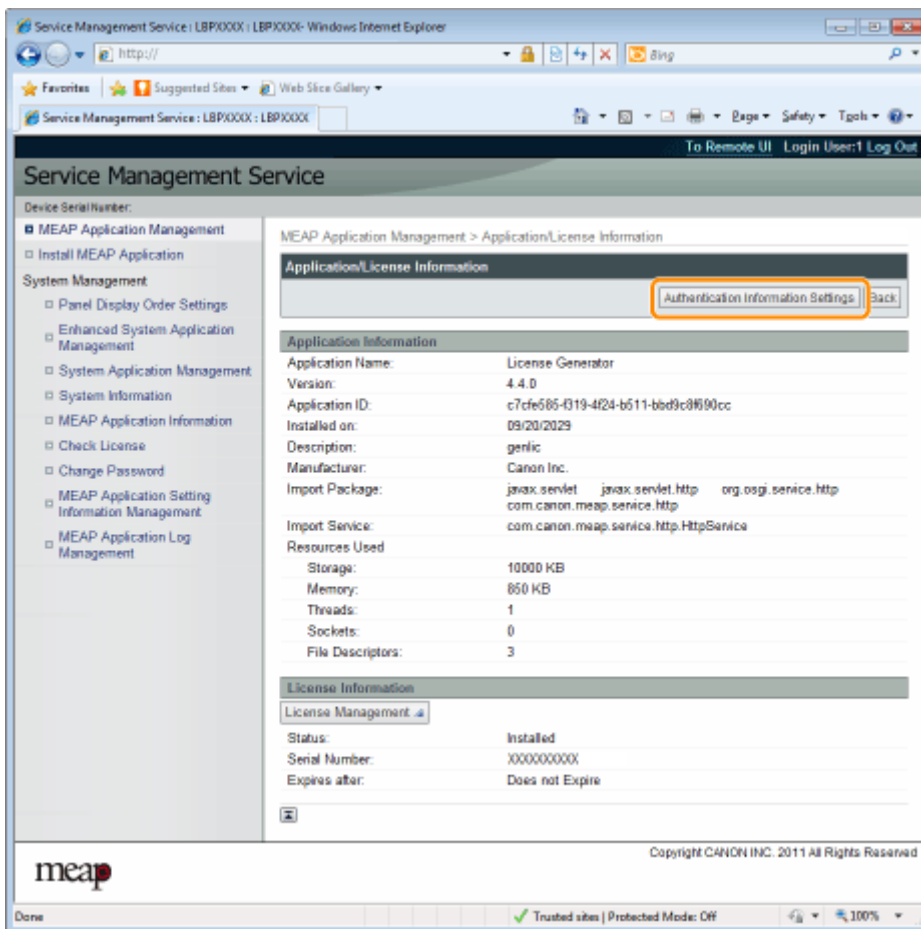 Service Management Service : LBPXXXX : LBPXXXX- Windows Internet Explorer
http://
Bing
Favorites Suggested Sites Web Slice Gallery
Service Management Service : LBPXXXX : LBPXXXX
Page Safety Tools
To Remote UI Login User:1 Log Out
Service Management Service
Device Serial Number:
MEAP Application Management
Install MEAP Application
System Management
Panel Display Order Settings
Enhanced System Application
Management
System Application Management
System Information
MEAP Application Information
Check License
Change Password
MEAP Application Setting
Information Management
MEAP Application Log
Management
MEAP Application Management > Application/License Information
Application/License Information
Authentication Information Settings Back
Application Information
Application Name: License Generator
Version: 4.4.0
Application ID: c7cfe585-f319-4f24-b511-bbd9c8f690cc
Installed on: 09/20/2029
Description: genlic
Manufacturer: Canon Inc.
Import Package: javax.servlet javax.servlet.http org.osgi.service.http
com.canon.meap.service.http
Import Service: com.canon.meap.service.http.HttpService
Resources Used
Storage: 10000 KB
Memory: 850 KB
Threads: 1
Sockets: 0
File Descriptors: 3
License Information
License Management
Status: Installed
Serial Number: XXXXXXXXXX
Expires after: Does not Expire
Copyright CANON INC. 2011 All Rights Reserved
meap
Done Trusted sites | Protected Mode: Off 100%